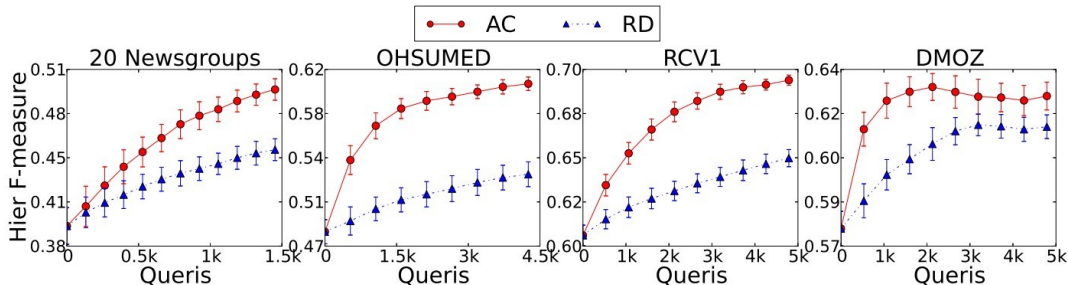 AC RD
20 Newsgroups OHSUMED RCV1 DMOZ
Hier F-measure
0.51 0.62 0.70 0.64
0.48 0.58 0.68 0.62
0.45 0.54 0.65 0.60
0.41 0.51 0.62 0.59
0.38 0.47 0.60 0.57
0 0.5k 1k 1.5k 0 1.5k 3k 4.5k 0 1k 2k 3k 4k 5k 0 1k 2k 3k 4k 5k
Queris Queris Queris Queris